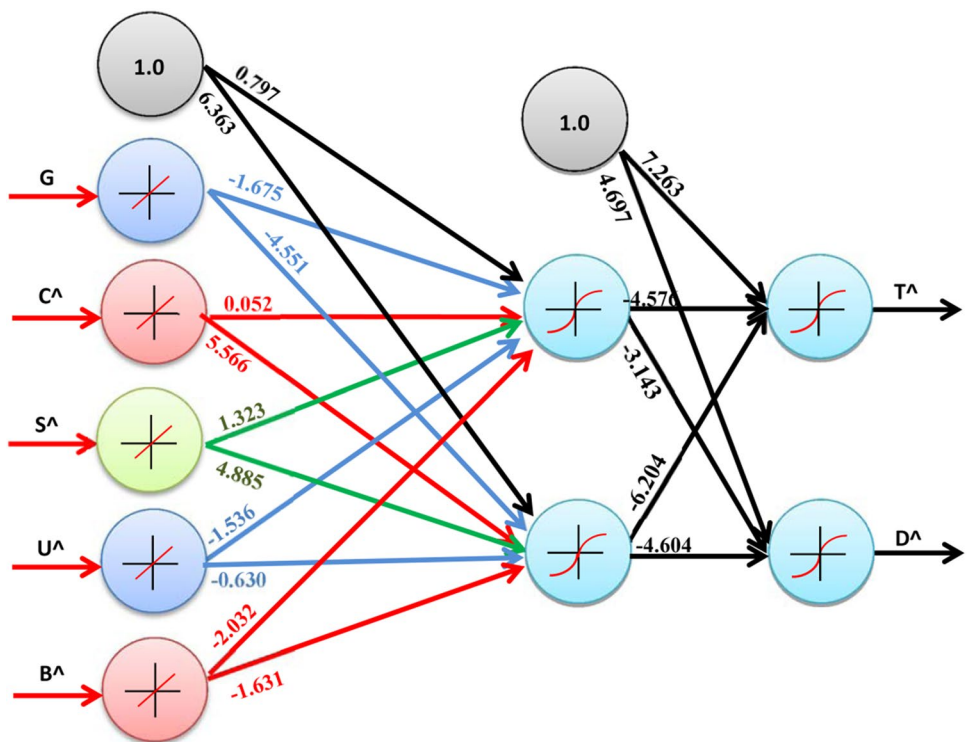 1.0
0.797
6.363
1.0
G
-1.675
-4.551
7.263
4.697
C^
0.052
5.566
-4.576
T^
-3.143
S^
1.323
4.885
-6.204
U^
-1.536
-0.630
-4.604
D^
B^
-2.032
-1.631